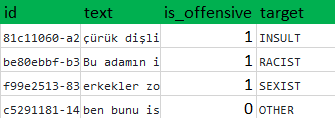 id text is_offensive target
81c11060-a2 çürük dişli 1 INSULT
be80ebbf-b3 Bu adamın i 1 RACIST
f99e2513-83 erkekler zo 1 SEXIST
c5291181-14 ben bunu is 0 OTHER